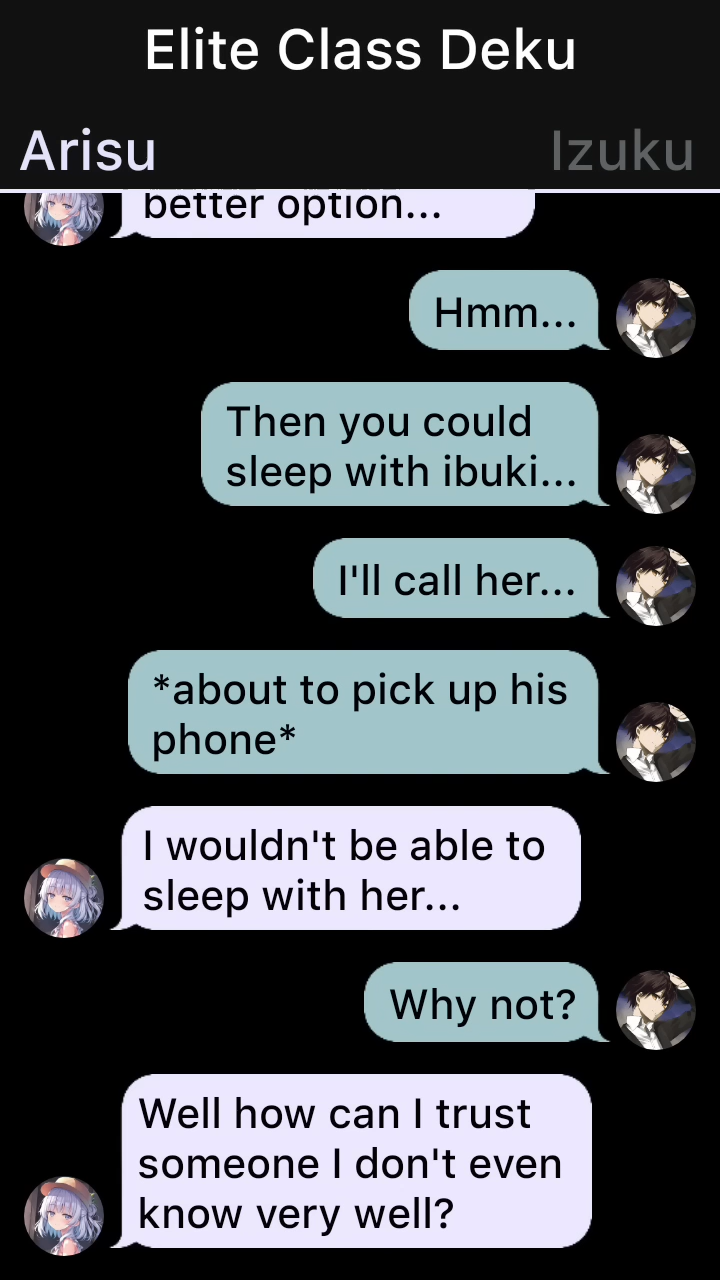 Elite Class Deku
Arisu
Izuku
better option...
Hmm...
Then you could
sleep with ibuki...
I'll call her...
*about to pick up his
phone*
I wouldn't be able to
sleep with her...
Why not?
Well how can I trust
someone I don't even
know very well?